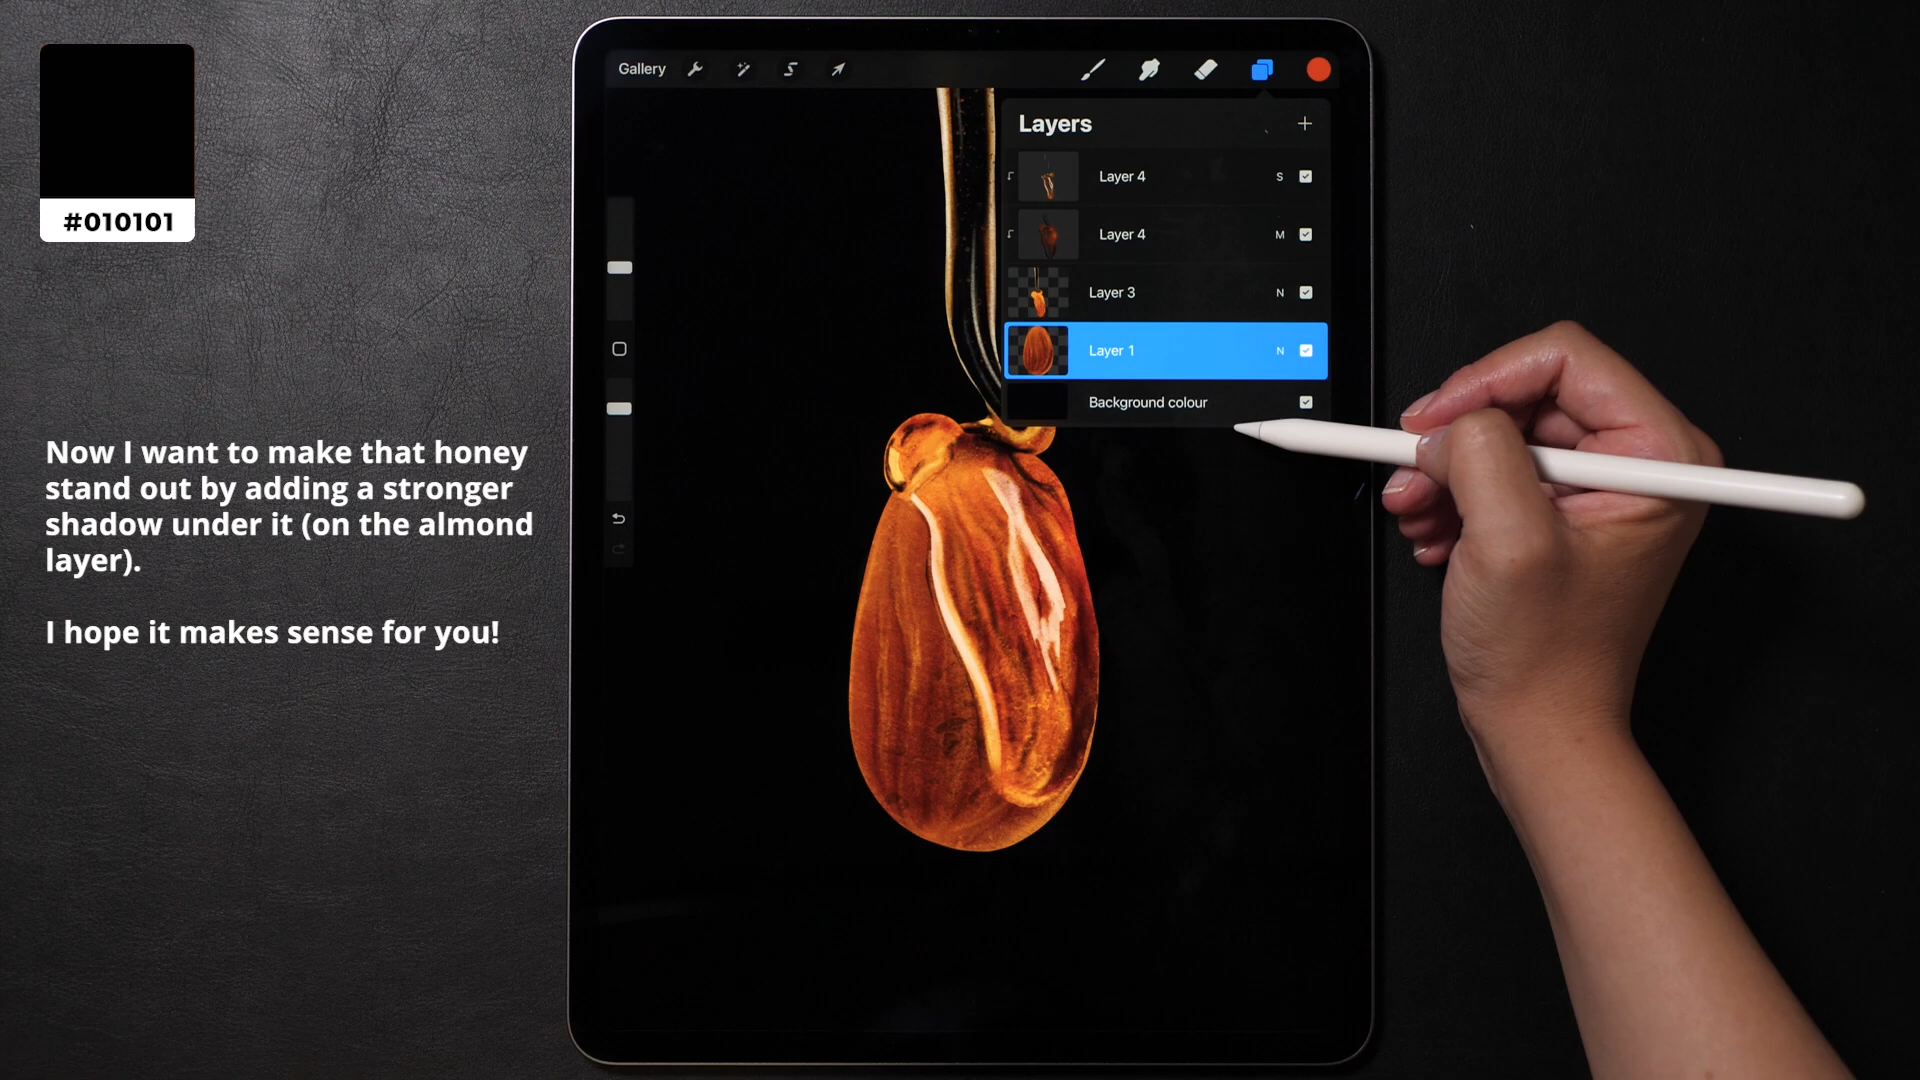 #010101
Now I want to make that honey
stand out by adding a stronger
shadow under it (on the almond
layer).
I hope it makes sense for you!
Gallery
Layers
Layer 4
S
Layer 4
M
Layer 3
N
Layer 1
N
Background colour